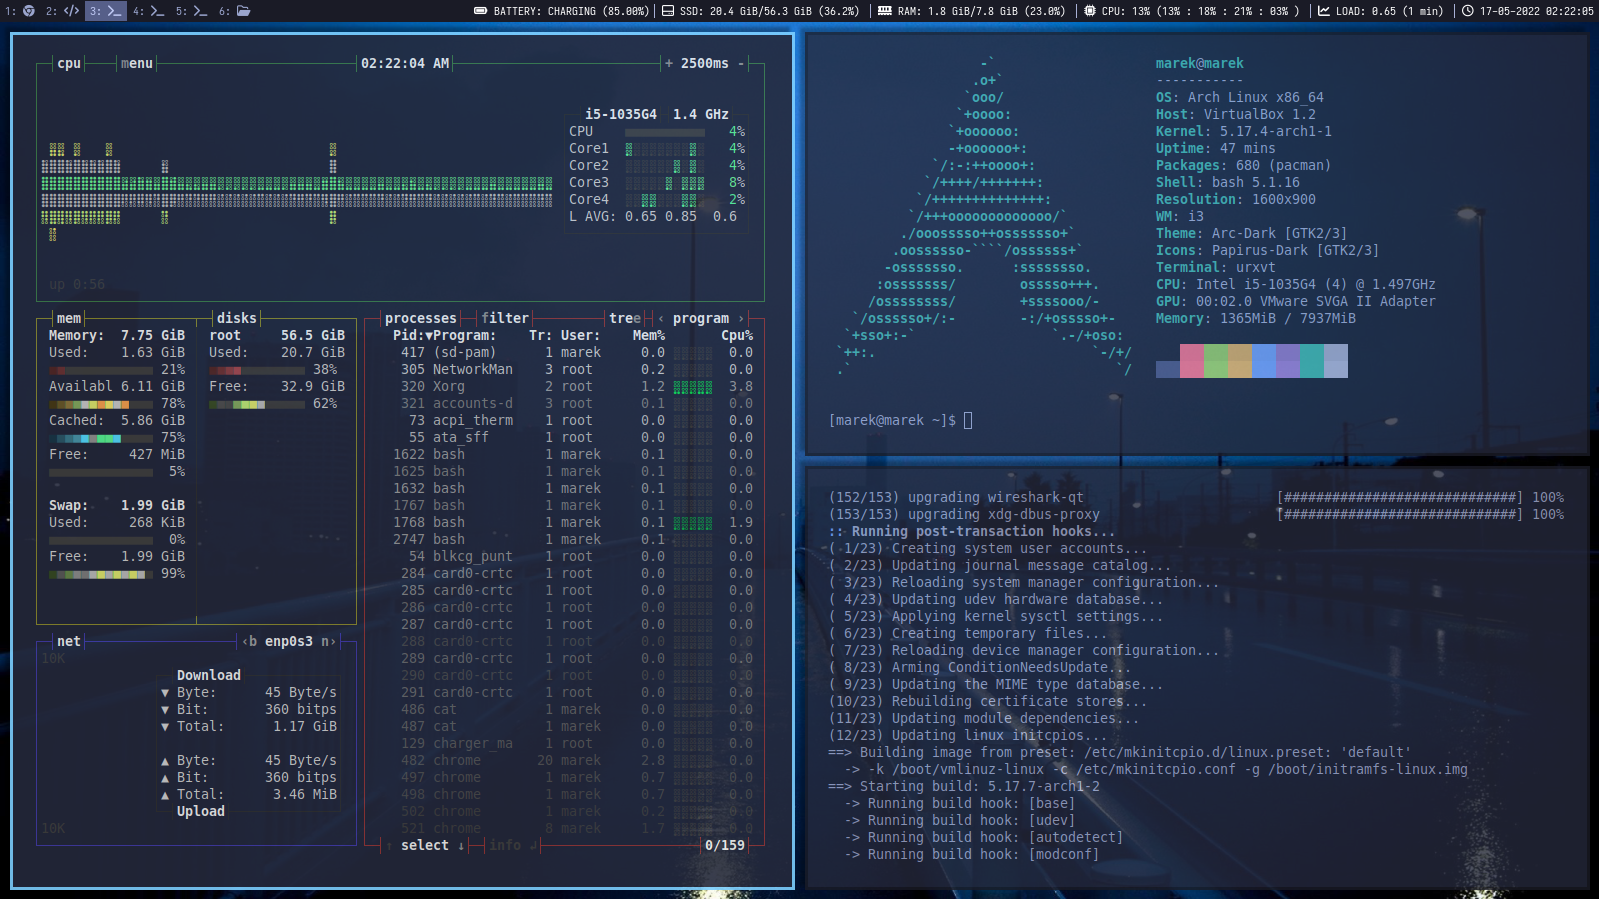 1: 2: 3: 4: 5: 6: BATTERY: CHARGING (85.00%) SSD: 20.4 GiB/56.3 GiB (36.2%) RAM: 1.8 GiB/7.8 GiB (23.0%) CPU: 13% (13% : 18% : 21% : 03% ) LOAD: 0.65 (1 min) 17-05-2022 02:22:05
cpu menu 02:22:04 AM + 2500ms -
i5-1035G4 1.4 GHz
CPU 4%
Core1 4%
Core2 4%
Core3 8%
Core4 2%
L AVG: 0.65 0.85 0.6
up 0:56
mem disks
Memory: 7.75 GiB root 56.5 GiB
Used: 1.63 GiB Used: 20.7 GiB
21% 38%
Availabl 6.11 GiB Free: 32.9 GiB
78% 62%
Cached: 5.86 GiB
75%
Free: 427 MiB
5%
Swap: 1.99 GiB
Used: 268 KiB
0%
Free: 1.99 GiB
99%
net ‹b enp0s3 n›
10K
Download
▼ Byte: 45 Byte/s
▼ Bit: 360 bitps
▼ Total: 1.17 GiB
▲ Byte: 45 Byte/s
▲ Bit: 360 bitps
▲ Total: 3.46 MiB
Upload
10K
processes filter tree ‹ program ›
Pid:▼Program: Tr: User: Mem% Cpu%
417 (sd-pam) 1 marek 0.0 0.0
305 NetworkMan 3 root 0.2 0.0
320 Xorg 2 root 1.2 3.8
321 accounts-d 3 root 0.1 0.0
73 acpi_therm 1 root 0.0 0.0
55 ata_sff 1 root 0.0 0.0
1622 bash 1 marek 0.1 0.0
1625 bash 1 marek 0.1 0.0
1632 bash 1 marek 0.1 0.0
1767 bash 1 marek 0.1 0.0
1768 bash 1 marek 0.1 1.9
2747 bash 1 marek 0.1 0.0
54 blkcg_punt 1 root 0.0 0.0
284 card0-crtc 1 root 0.0 0.0
285 card0-crtc 1 root 0.0 0.0
286 card0-crtc 1 root 0.0 0.0
287 card0-crtc 1 root 0.0 0.0
288 card0-crtc 1 root 0.0 0.0
289 card0-crtc 1 root 0.0 0.0
290 card0-crtc 1 root 0.0 0.0
291 card0-crtc 1 root 0.0 0.0
486 cat 1 marek 0.0 0.0
487 cat 1 marek 0.0 0.0
129 charger_ma 1 root 0.0 0.0
482 chrome 20 marek 2.8 0.0
497 chrome 1 marek 0.7 0.0
498 chrome 1 marek 0.7 0.0
502 chrome 1 marek 0.2 0.0
521 chrome 8 marek 1.7 0.0
↑ select ↓ info ↲ 0/159
-`
.o+`
`ooo/
`+oooo:
`+oooooo:
-+oooooo+:
`/:-:++oooo+:
`/++++/+++++++:
`/++++++++++++++:
`/+++ooooooooooooo/`
./ooosssso++osssssso+`
.oossssso-````/ossssss+`
-osssssso. :ssssssso.
:osssssss/ osssso+++.
/ossssssss/ +ssssooo/-
`/ossssso+/:- -:/+osssso+-
`+sso+:-` `.-/+oso:
`++:. `-/+/
.` `/
marek@marek
-----------
OS: Arch Linux x86_64
Host: VirtualBox 1.2
Kernel: 5.17.4-arch1-1
Uptime: 47 mins
Packages: 680 (pacman)
Shell: bash 5.1.16
Resolution: 1600x900
WM: i3
Theme: Arc-Dark [GTK2/3]
Icons: Papirus-Dark [GTK2/3]
Terminal: urxvt
CPU: Intel i5-1035G4 (4) @ 1.497GHz
GPU: 00:02.0 VMware SVGA II Adapter
Memory: 1365MiB / 7937MiB
[marek@marek ~]$
(152/153) upgrading wireshark-qt [#############################] 100%
(153/153) upgrading xdg-dbus-proxy [#############################] 100%
:: Running post-transaction hooks...
( 1/23) Creating system user accounts...
( 2/23) Updating journal message catalog...
( 3/23) Reloading system manager configuration...
( 4/23) Updating udev hardware database...
( 5/23) Applying kernel sysctl settings...
( 6/23) Creating temporary files...
( 7/23) Reloading device manager configuration...
( 8/23) Arming ConditionNeedsUpdate...
( 9/23) Updating the MIME type database...
(10/23) Rebuilding certificate stores...
(11/23) Updating module dependencies...
(12/23) Updating linux initcpios...
==> Building image from preset: /etc/mkinitcpio.d/linux.preset: 'default'
-> -k /boot/vmlinuz-linux -c /etc/mkinitcpio.conf -g /boot/initramfs-linux.img
==> Starting build: 5.17.7-arch1-2
-> Running build hook: [base]
-> Running build hook: [udev]
-> Running build hook: [autodetect]
-> Running build hook: [modconf]